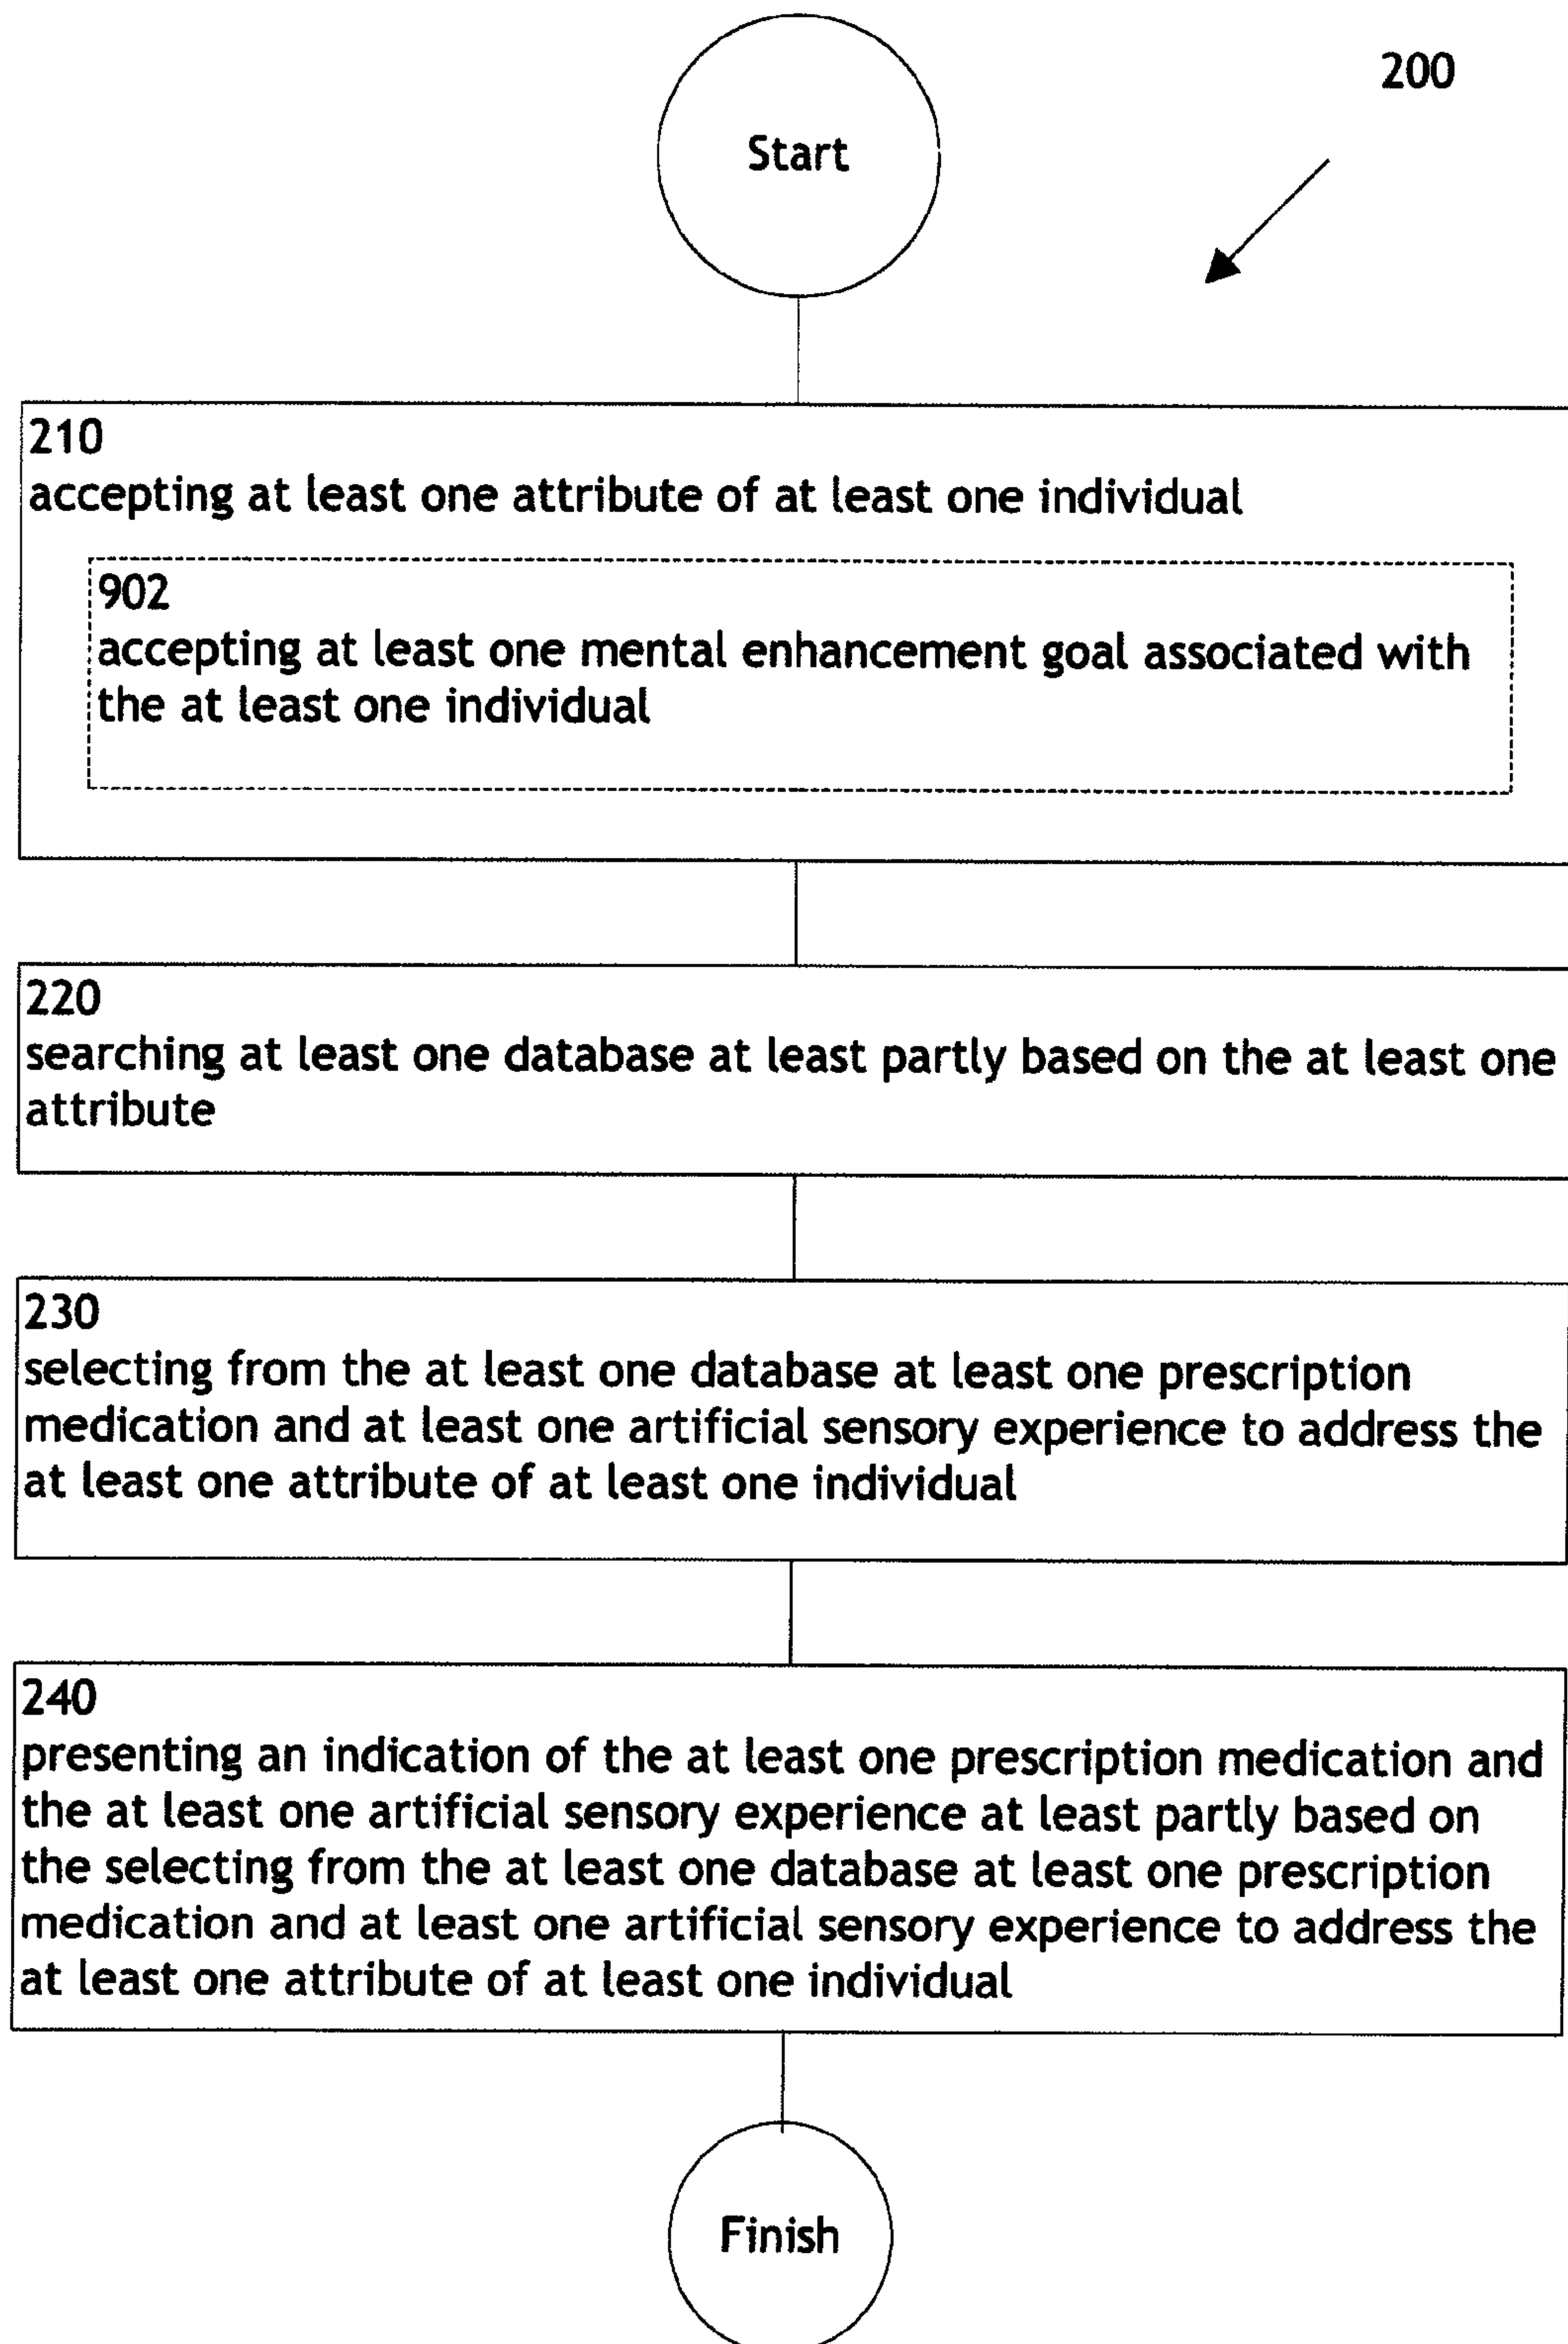 200
Start
210
accepting at least one attribute of at least one individual
902
accepting at least one mental enhancement goal associated with
the at least one individual
220
searching at least one database at least partly based on the at least one
attribute
230
selecting from the at least one database at least one prescription
medication and at least one artificial sensory experience to address the
at least one attribute of at least one individual
240
presenting an indication of the at least one prescription medication and
the at least one artificial sensory experience at least partly based on
the selecting from the at least one database at least one prescription
medication and at least one artificial sensory experience to address the
at least one attribute of at least one individual
Finish